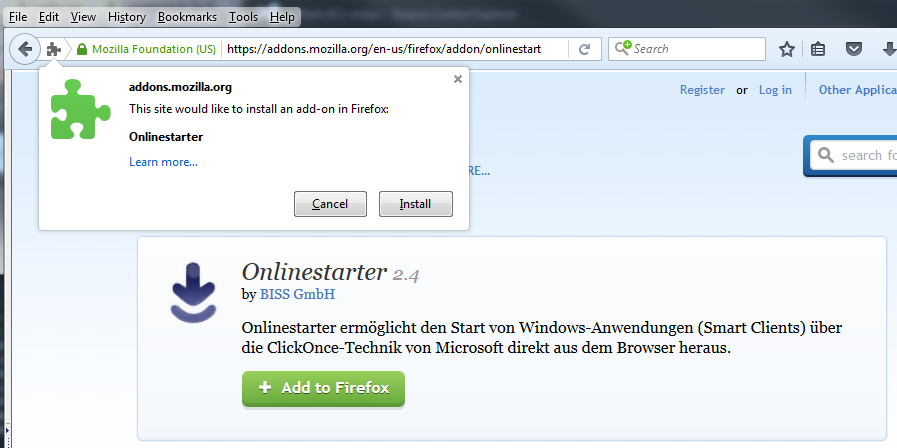 File Edit View History Bookmarks Tools Help
Mozilla Foundation (US) https://addons.mozilla.org/en-us/firefox/addon/onlinestart
Search
addons.mozilla.org
This site would like to install an add-on in Firefox:
Onlinestarter
Learn more...
Cancel Install
Register or Log in Other Applica
search fo
RE...
Onlinestarter 2.4
by BISS GmbH
Onlinestarter ermöglicht den Start von Windows-Anwendungen (Smart Clients) über
die ClickOnce-Technik von Microsoft direkt aus dem Browser heraus.
+ Add to Firefox